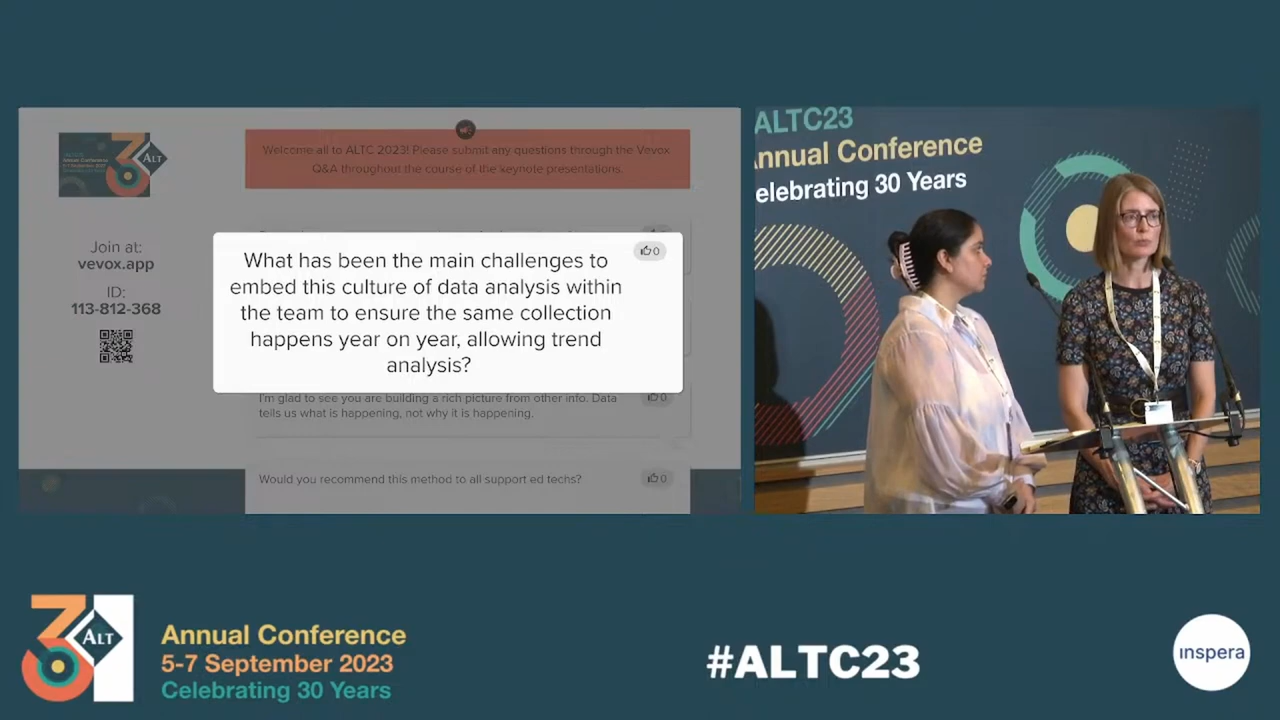 ALT
Join at:
vevox.app
ID:
113-812-368
Welcome all to ALTC 2023! Please submit any questions through the Vevox
Q&A throughout the course of the keynote presentations.
0
What has been the main challenges to
embed this culture of data analysis within
the team to ensure the same collection
happens year on year, allowing trend
analysis?
I'm glad to see you are building a rich picture from other info. Data
tells us what is happening, not why it is happening.
0
Would you recommend this method to all support ed techs?
0
ALTC23
nnual Conference
elebrating 30 Years
ALT
Annual Conference
5-7 September 2023
Celebrating 30 Years
#ALTC23
inspera